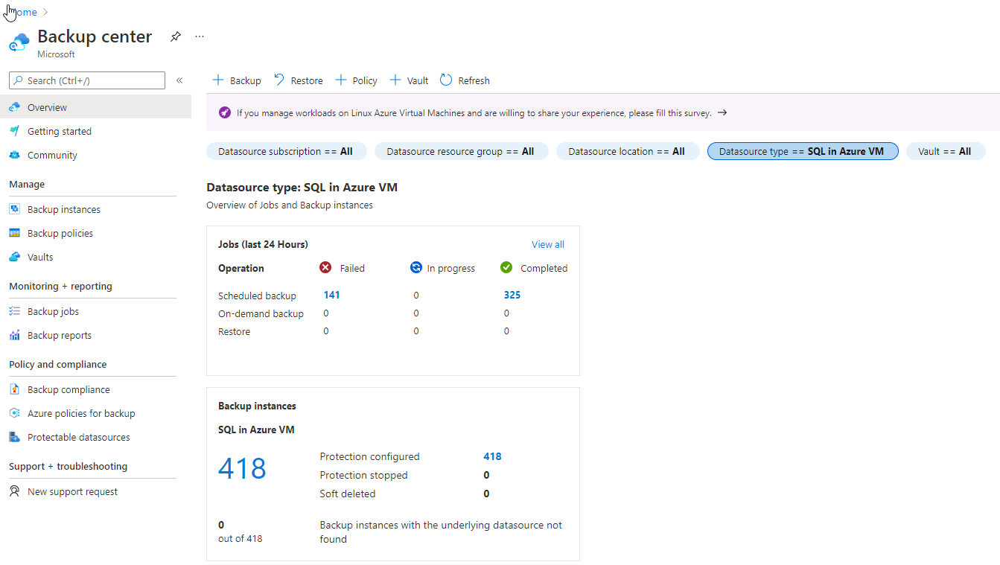 Home
Backup center
Microsoft
Search (Ctrl+/)
Overview
Getting started
Community
Manage
Backup instances
Backup policies
Vaults
Monitoring + reporting
Backup jobs
Backup reports
Policy and compliance
Backup compliance
Azure policies for backup
Protectable datasources
Support + troubleshooting
New support request
Backup Restore Policy Vault Refresh
If you manage workloads on Linux Azure Virtual Machines and are willing to share your experience, please fill this survey. →
Datasource subscription == All Datasource resource group == All Datasource location == All Datasource type == SQL in Azure VM Vault == All
Datasource type: SQL in Azure VM
Overview of Jobs and Backup instances
Jobs (last 24 Hours) View all
Operation Failed In progress Completed
Scheduled backup 141 0 325
On-demand backup 0 0 0
Restore 0 0 0
Backup instances
SQL in Azure VM
418
Protection configured 418
Protection stopped 0
Soft deleted 0
0
out of 418
Backup instances with the underlying datasource not
found